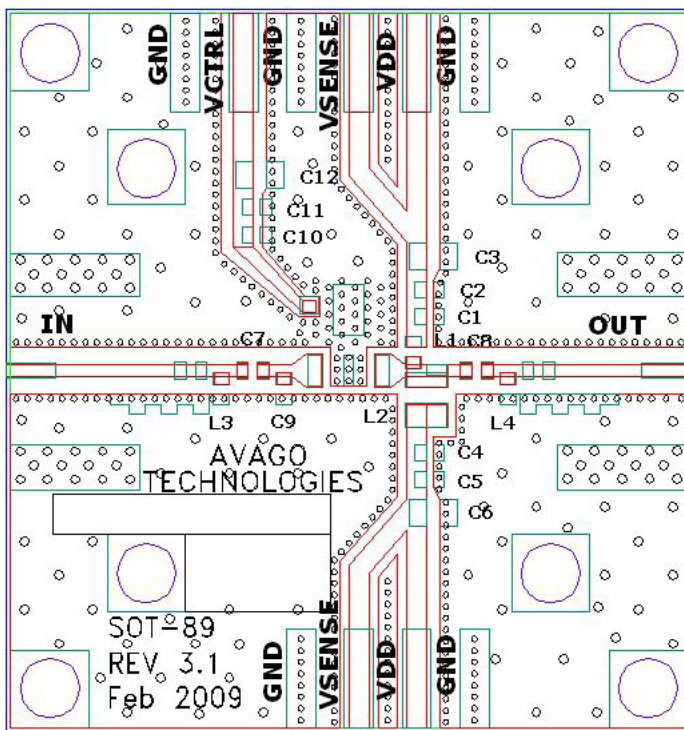 GND
VCTRL
GND
VSENSE
VDD
GND
C12
C11
C10
C3
C2
C1
IN
OUT
C7
L1
C8
L3
C9
L2
L4
AVAGO
TECHNOLOGIES
C4
C5
C6
SOT-89
REV 3.1
Feb 2009
GND
VSENSE
VDD
GND